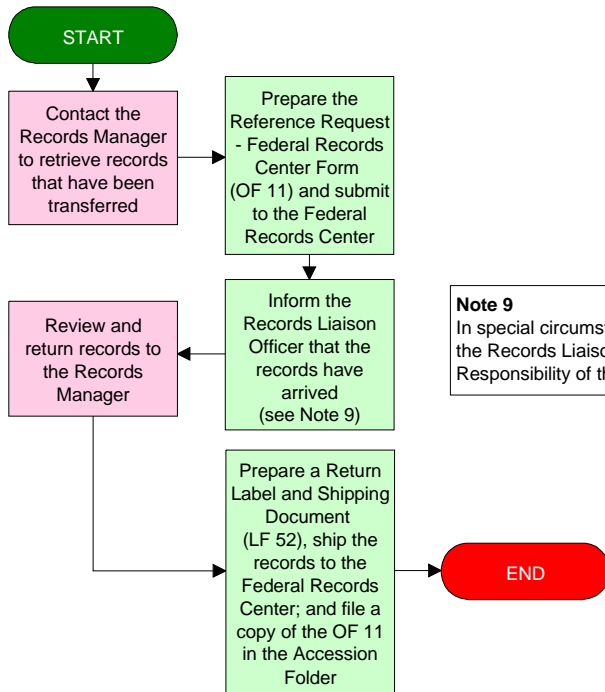 START
Contact the
Records Manager
to retrieve records
that have been
transferred
Prepare the
Reference Request
- Federal Records
Center Form
(OF 11) and submit
to the Federal
Records Center
Inform the
Records Liaison
Officer that the
records have
arrived
(see Note 9)
Note 9
In special
the Records
Responsibility of
Review and
return records to
the Records
Manager
Prepare a Return
Label and Shipping
Document
(LF 52), ship the
records to the
Federal Records
Center; and file a
copy of the OF 11
in the Accession
Folder
END